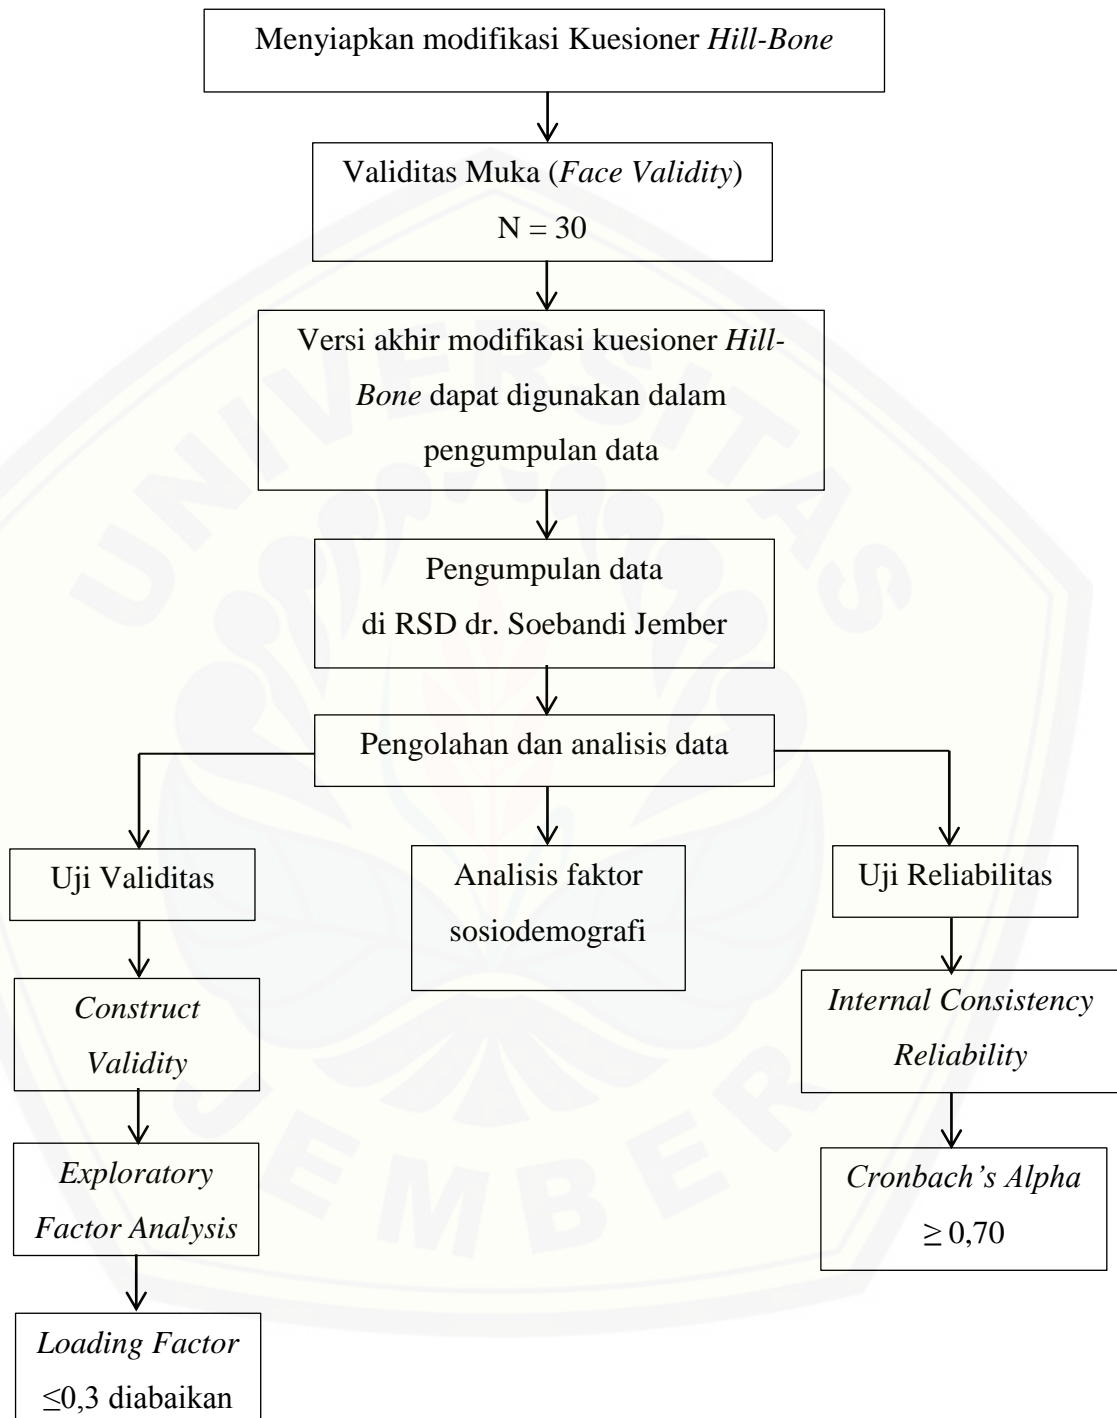 Menyiapkan modifikasi Kuesioner Hill-Bone
Validitas Muka (Face Validity)
N = 30
Versi akhir modifikasi kuesioner Hill-
Bone dapat digunakan dalam
pengumpulan data
Pengumpulan data
di RSD dr. Soebandi Jember
Pengolahan dan analisis data
Uji Validitas
Construct
Validity
Exploratory
Factor Analysis
Loading Factor
≤0,3 diabaikan
Analisis faktor
sosiodemografi
Uji Reliabilitas
Internal Consistency
Reliability
Cronbach’s Alpha
≥ 0,70
UNIVERSITAS
JEMBER